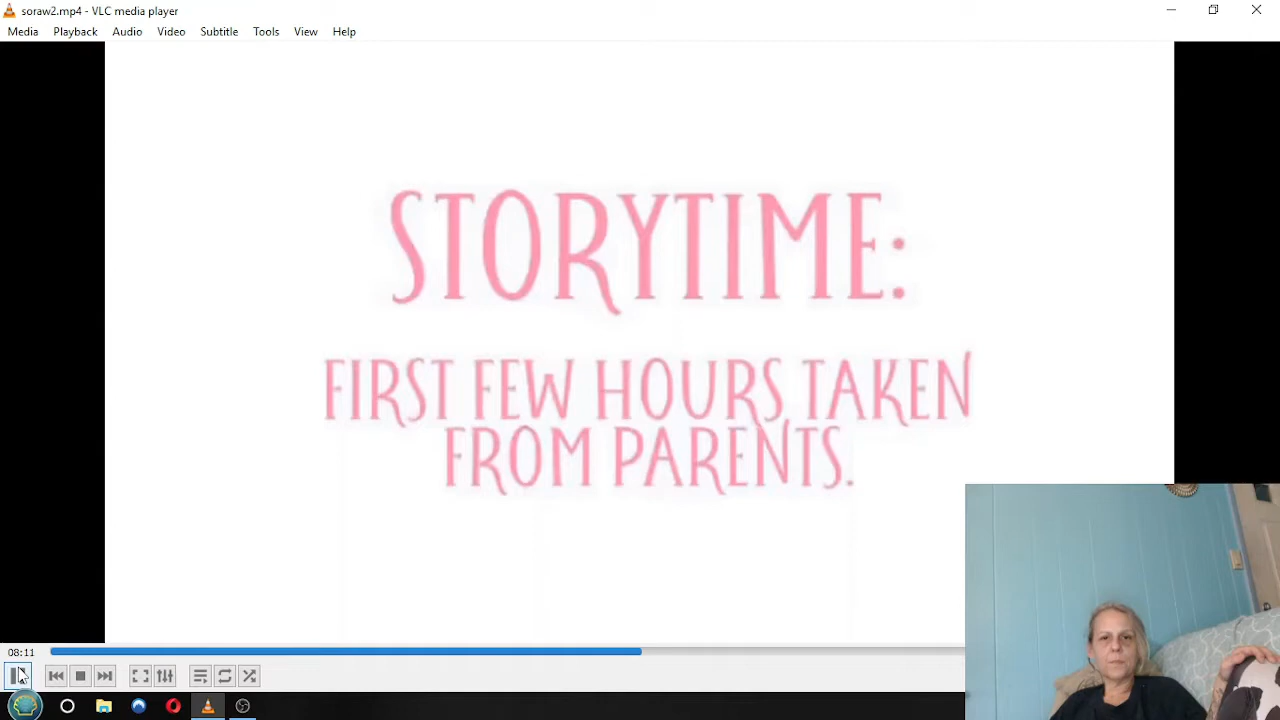 soraw2.mp4 - VLC media player
Media Playback Audio Video Subtitle Tools View Help
STORYTIME:
FIRST FEW HOURS TAKEN
FROM PARENTS.
08:11